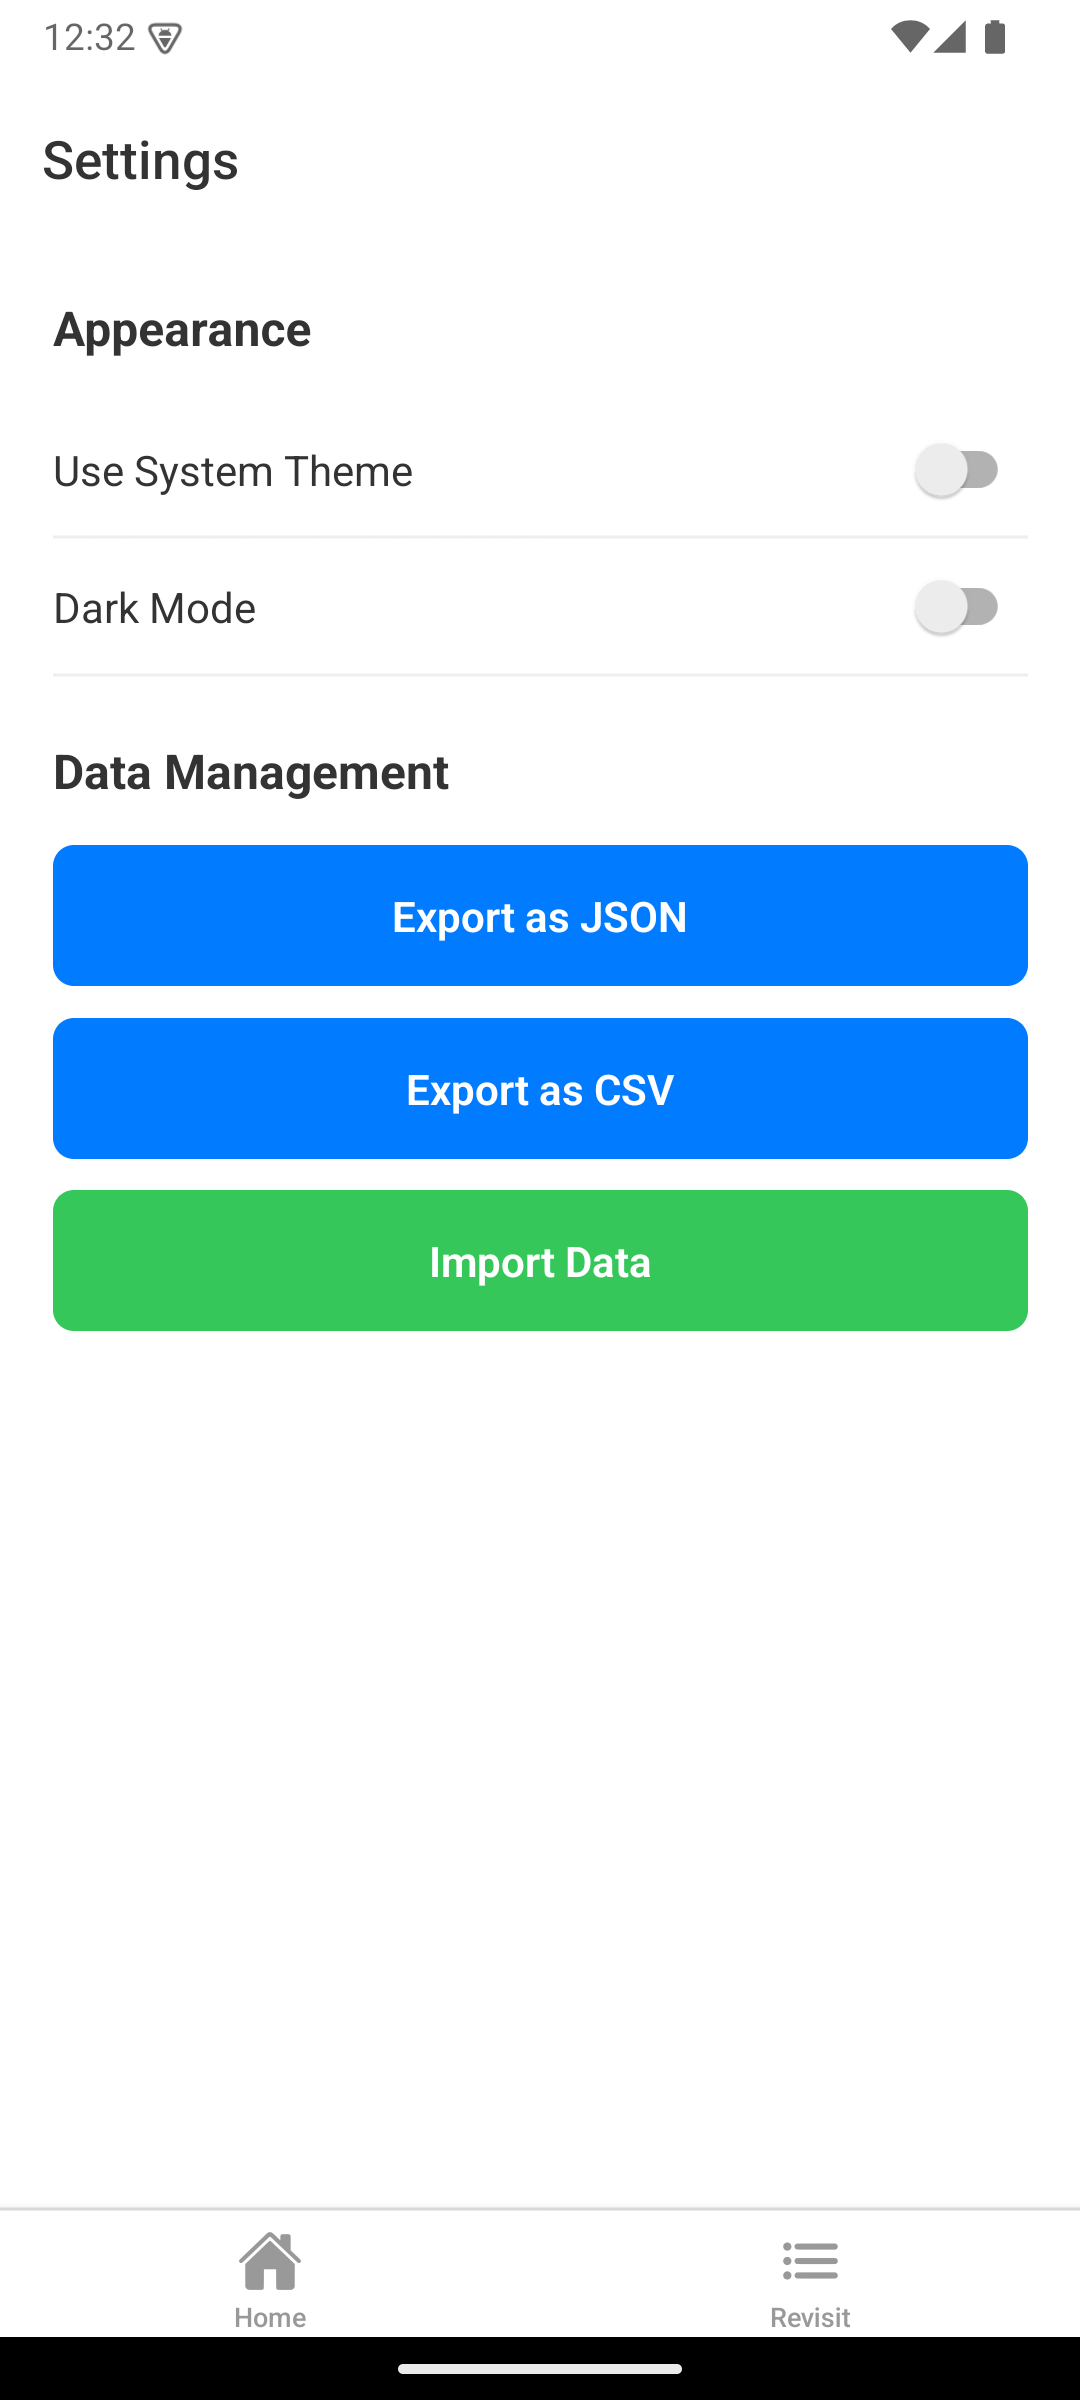 12:32
Settings
Appearance
Use System Theme
Dark Mode
Data Management
Export as JSON
Export as CSV
Import Data
Home
Revisit